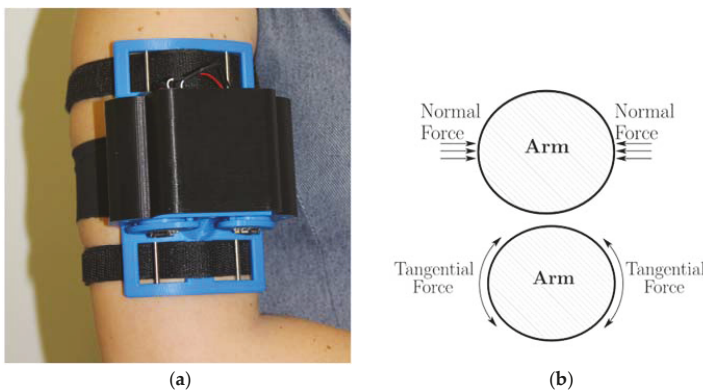 Normal
Force
Normal
Force
Arm
Tangential
Force
Arm
Tangential
Force
(a)
(b)